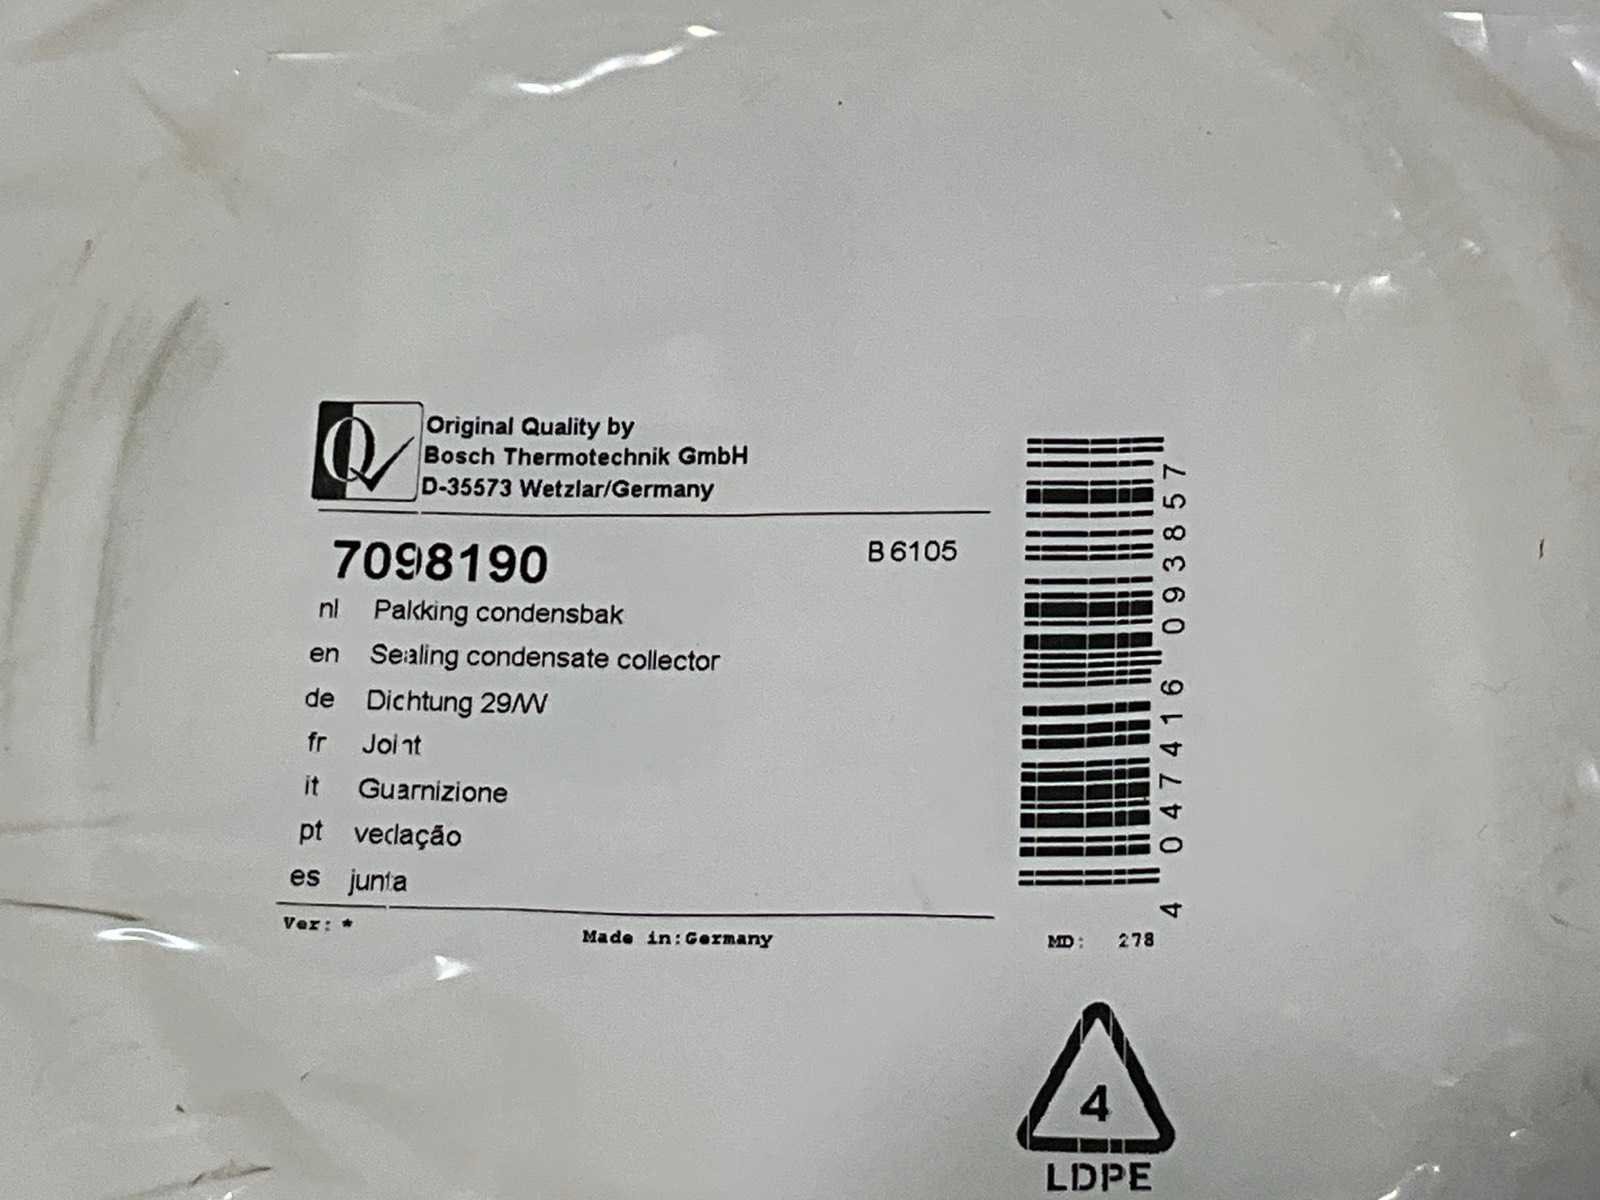 Original Quality by
Bosch Thermotechnik GmbH
D-35573 Wetzlar/Germany
7098190 B6105
nl Pakking condensbak
en Sealing condensate collector
de Dichtung 29/W
fr Joint
it Guarnizione
pt vedação
es junta
Ver: * Made in:Germany MD: 278
4 047416 093857
4
LDPE